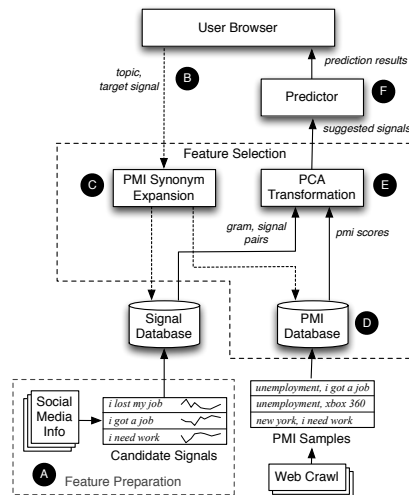 User Browser
topic,
target signal
B
prediction results
Predictor
F
suggested signals
Feature Selection
C
PMI Synonym
Expansion
PCA
Transformation
E
gram, signal
pairs
pmi scores
Signal
Database
PMI
Database
D
Social
Media
Info
i lost my job
i got a job
i need work
Candidate Signals
A
Feature Preparation
unemployment, i got a job
unemployment, xbox 360
new york, i need work
PMI Samples
Web Crawl